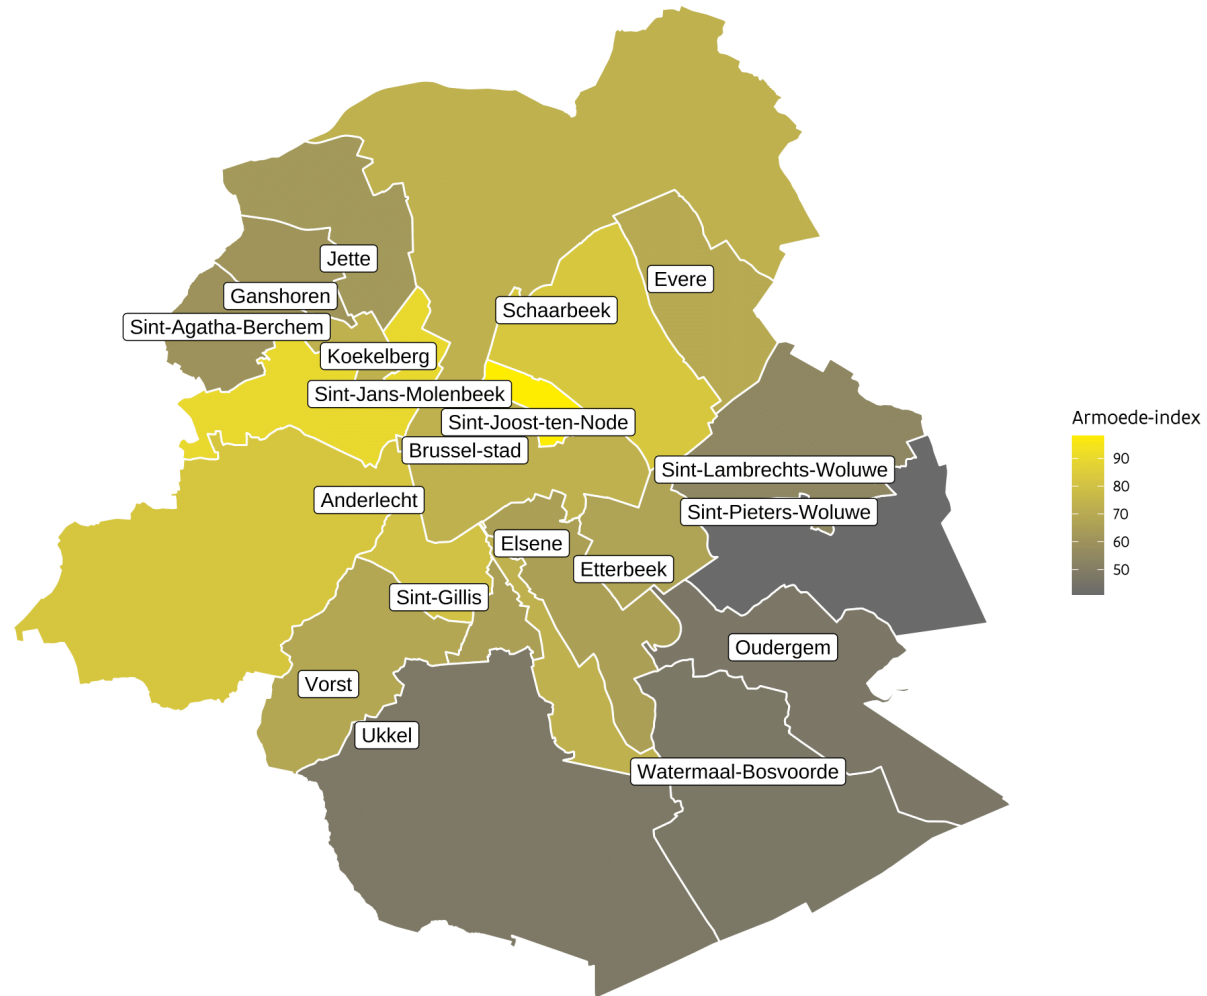 Jette
Evere
Ganshoren
Schaarbeek
Sint-Agatha-Berchem
Koekelberg
Sint-Jans-Molenbeek
Sint-Joost-ten-Node
Brussel-stad
Sint-Lambrechts-Woluwe
Anderlecht
Sint-Pieters-Woluwe
Elsene
Etterbeek
Sint-Gillis
Oudergem
Vorst
Ukkel
Watermaal-Bosvoorde
Armoede-index
90
80
70
60
50